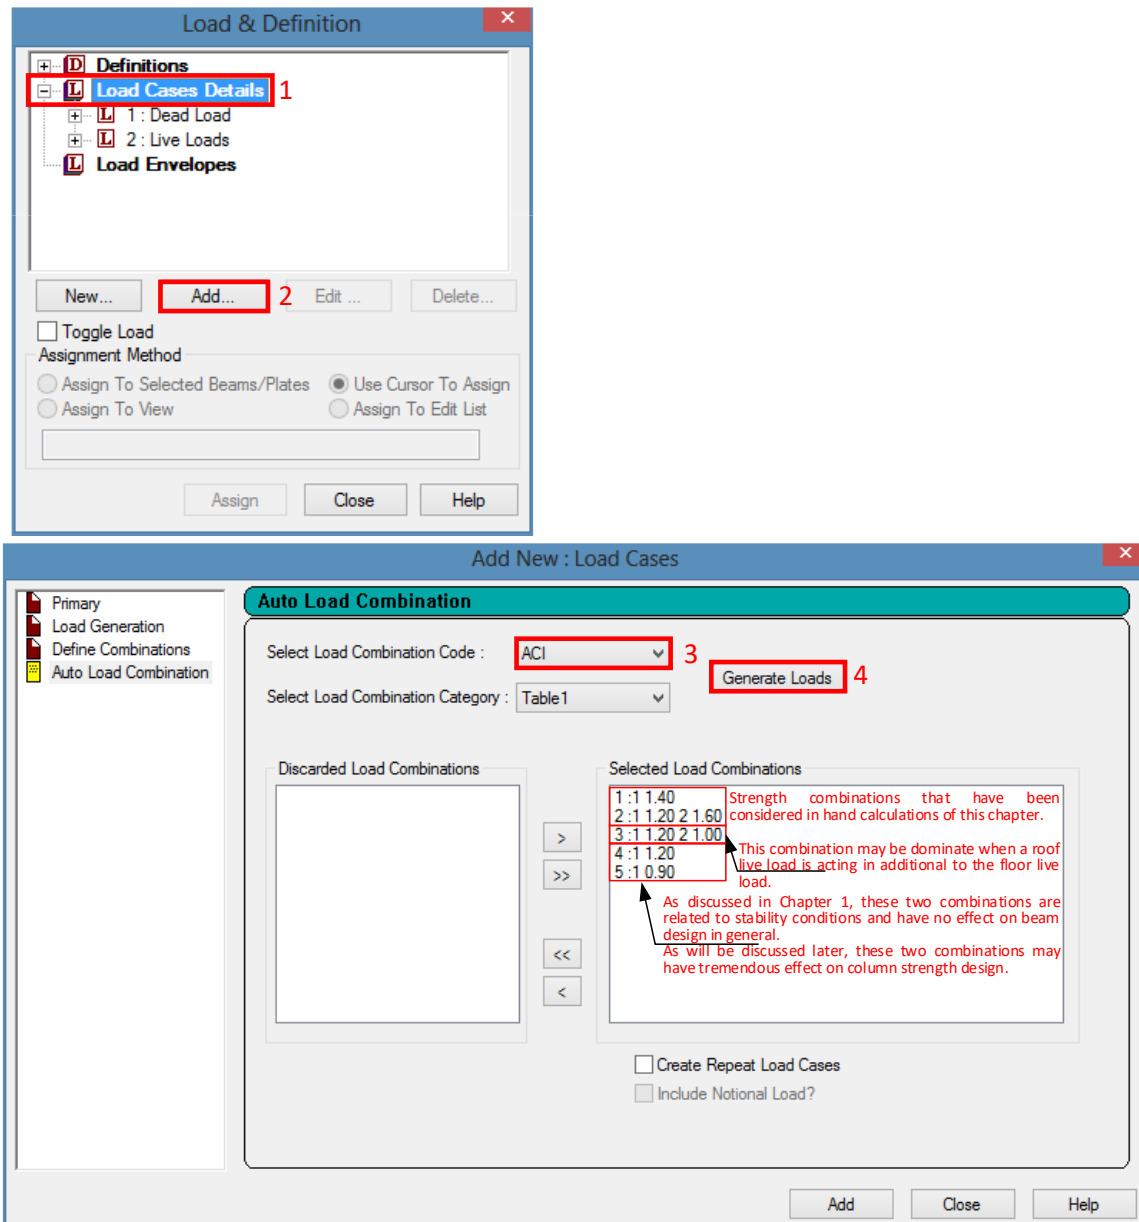 Load & Definition
Definitions
Load Cases Details 1
1 : Dead Load
2 : Live Loads
Load Envelopes
New... Add... 2 Edit ... Delete...
Toggle Load
Assignment Method
Assign To Selected Beams/Plates Use Cursor To Assign
Assign To View Assign To Edit List
Assign Close Help
Add New : Load Cases
Primary
Load Generation
Define Combinations
Auto Load Combination
Auto Load Combination
Select Load Combination Code : ACI 3
Generate Loads 4
Select Load Combination Category : Table1
Discarded Load Combinations
Selected Load Combinations
1 :1 1.40
2 :1 1.20 2 1.60
3 :1 1.20 2 1.00
4 :1 1.20
5 :1 0.90
Strength combinations that have been
considered in hand calculations of this chapter.
This combination may be dominate when a roof
live load is acting in additional to the floor live
load.
As discussed in Chapter 1, these two combinations are
related to stability conditions and have no effect on beam
design in general.
As will be discussed later, these two combinations may
have tremendous effect on column strength design.
>
>>
<<
<
Create Repeat Load Cases
Include Notional Load?
Add Close Help